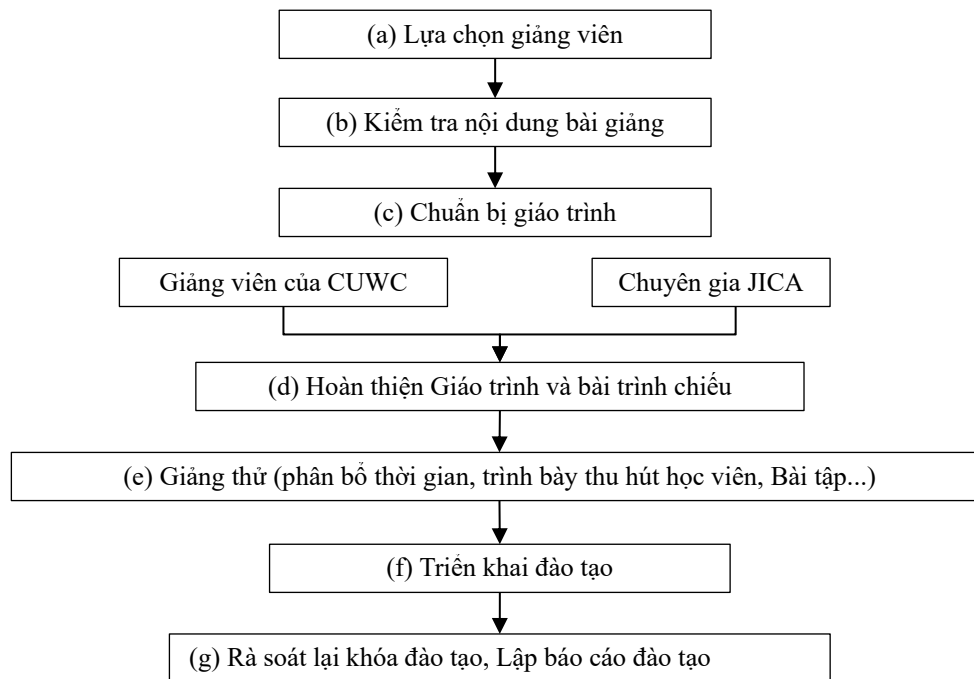 (a) Lựa chọn giảng viên
(b) Kiểm tra nội dung bài giảng
(c) Chuẩn bị giáo trình
Giảng viên của CUWC
Chuyên gia JICA
(d) Hoàn thiện Giáo trình và bài trình chiếu
(e) Giảng thử (phân bổ thời gian, trình bày thu hút học viên, Bài tập...)
(f) Triển khai đào tạo
(g) Rà soát lại khóa đào tạo, Lập báo cáo đào tạo